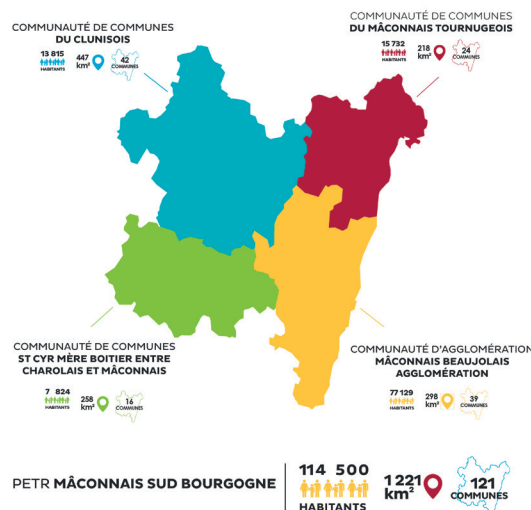 COMMUNAUTÉ DE COMMUNES
DU CLUNISOIS
13 815
HABITANTS
447
km²
42
COMMUNES
COMMUNAUTÉ DE COMMUNES
DU MÂCONNAIS TOURNUGEOIS
15 732
HABITANTS
218
km²
24
COMMUNES
COMMUNAUTÉ DE COMMUNES
ST CYR MÈRE BOITIER ENTRE
CHAROLAIS ET MÂCONNAIS
7 824
HABITANTS
258
km²
16
COMMUNES
COMMUNAUTÉ D'AGGLOMÉRATION
MÂCONNAIS BEAUJOLAIS
AGGLOMÉRATION
77 129
HABITANTS
298
km²
39
COMMUNES
PETR MÂCONNAIS SUD BOURGOGNE
114 500
HABITANTS
1 221
km²
121
COMMUNES